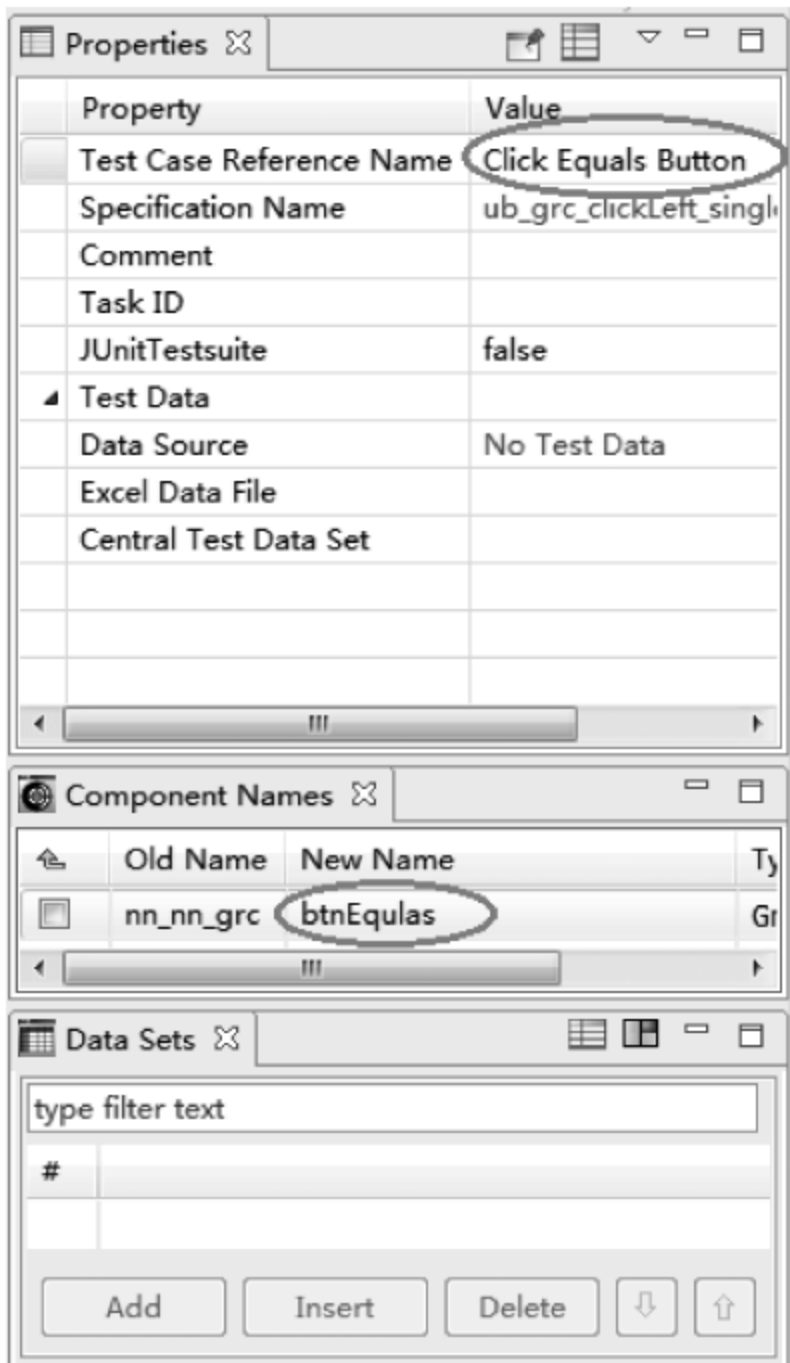 Properties
Property Value
Test Case Reference Name Click Equals Button
Specification Name ub_grc_clickLeft_singl
Comment
Task ID
JUnitTestsuite false
Test Data
Data Source No Test Data
Excel Data File
Central Test Data Set
Component Names
Old Name New Name Ty
nn_nn_grc btnEqulas Gr
Data Sets
type filter text
#
Add Insert Delete